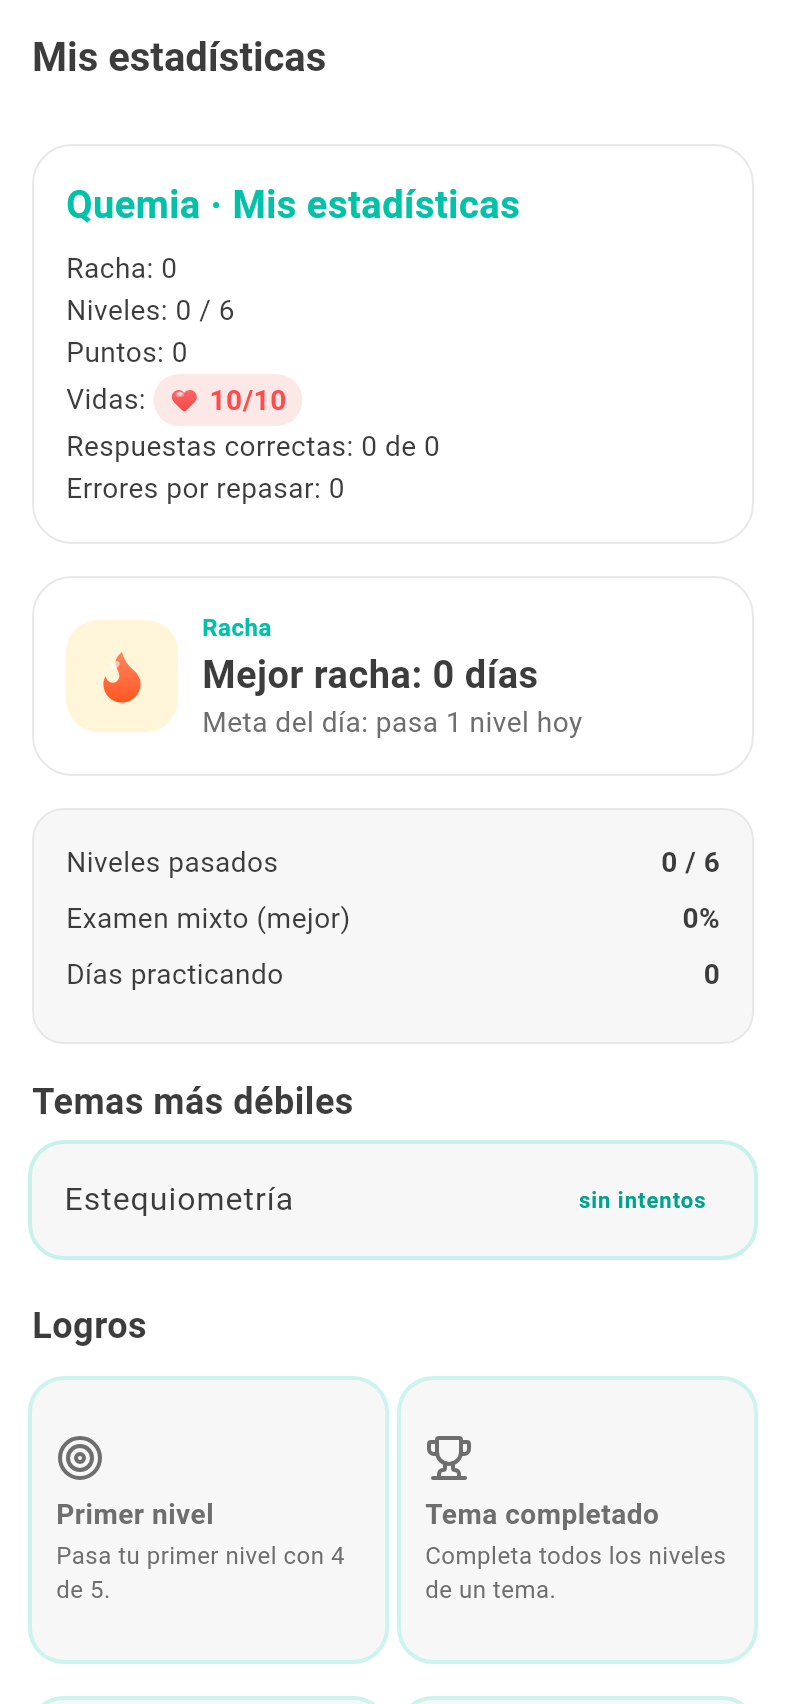 Mis estadísticas
Quemia · Mis estadísticas
Racha: 0
Niveles: 0 / 6
Puntos: 0
Vidas: 10/10
Respuestas correctas: 0 de 0
Errores por repasar: 0
Racha
Mejor racha: 0 días
Meta del día: pasa 1 nivel hoy
Niveles pasados 0 / 6
Examen mixto (mejor) 0%
Días practicando 0
Temas más débiles
Estequiometría sin intentos
Logros
Primer nivel
Pasa tu primer nivel con 4
de 5.
Tema completado
Completa todos los niveles
de un tema.